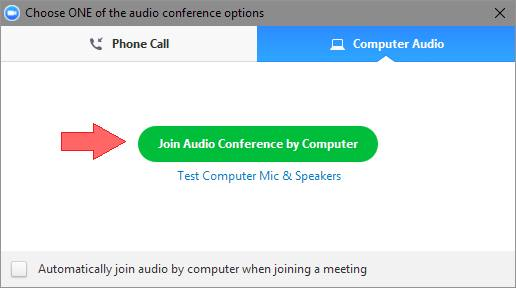 Choose ONE of the audio conference options
Phone Call
Computer Audio
Join Audio Conference by Computer
Test Computer Mic & Speakers
Automatically join audio by computer when joining a meeting